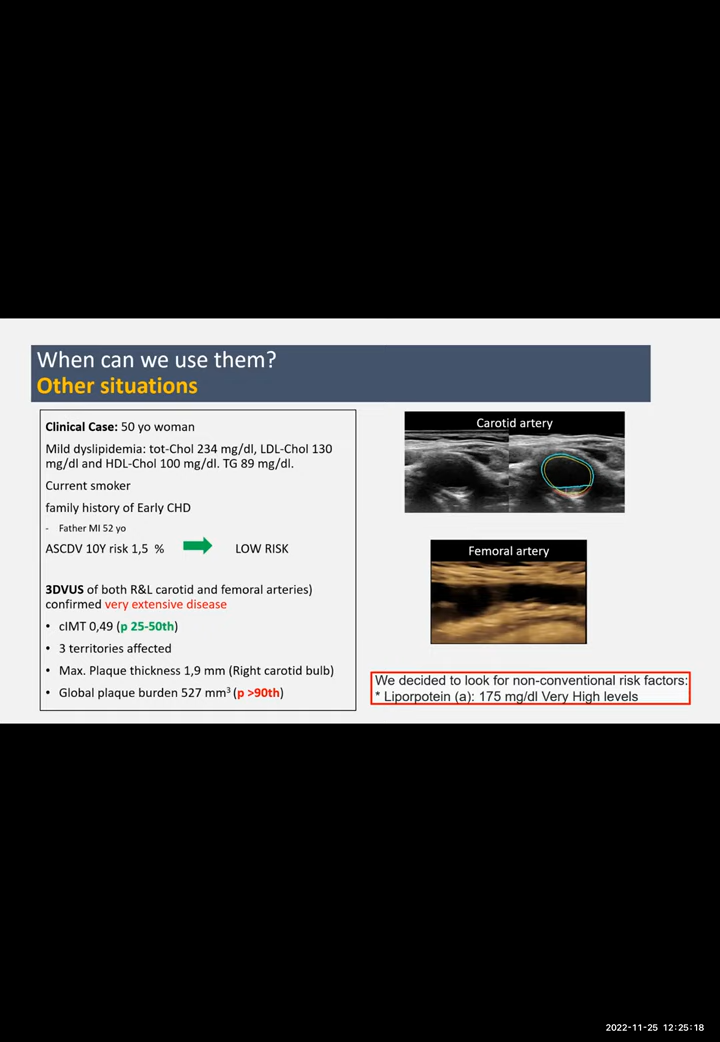 When can we use them?
Other situations
Clinical Case: 50 yo woman
Mild dyslipidemia: tot-Chol 234 mg/dl, LDL-Chol 130
mg/dl and HDL-Chol 100 mg/dl. TG 89 mg/dl.
Current smoker
family history of Early CHD
- Father MI 52 yo
ASCDV 10Y risk 1,5 % LOW RISK
3DVUS of both R&L carotid and femoral arteries)
confirmed very extensive disease
• cIMT 0,49 (p 25-50th)
• 3 territories affected
• Max. Plaque thickness 1,9 mm (Right carotid bulb)
• Global plaque burden 527 mm³ (p >90th)
Carotid artery
Femoral artery
We decided to look for non-conventional risk factors:
* Liporpotein (a): 175 mg/dl Very High levels
2022-11-25 12:25:18